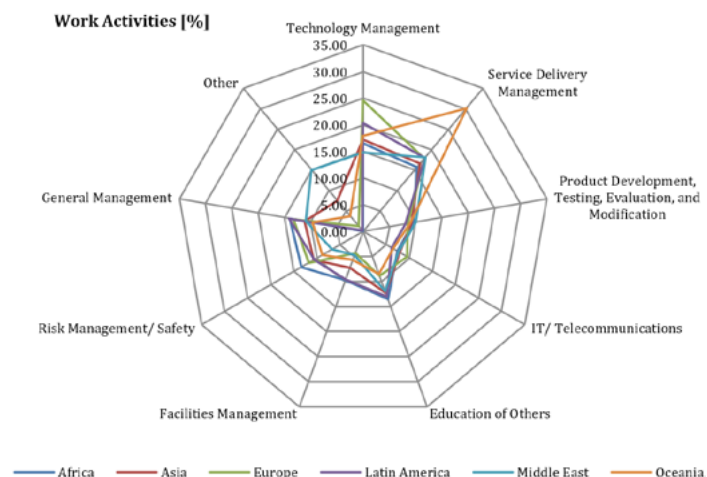 Work Activities [%]
Technology Management
35.00
30.00
25.00
20.00
15.00
10.00
5.00
0.00
Service Delivery
Management
Product Development,
Testing, Evaluation, and
Modification
IT/ Telecommunications
Education of Others
Facilities Management
Risk Management/ Safety
General Management
Other
Africa
Asia
Europe
Latin America
Middle East
Oceania